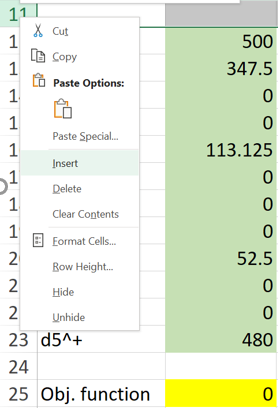 11
Cut
1 500
Copy
1 347.5
Paste Options:
1 0
1 0
Paste Special...
1 113.125
Insert
1 0
Delete
1 0
Clear Contents
1 0
Format Cells...
2 52.5
Row Height...
2 0
Hide
2 0
Unhide
23 d5^+ 480
24
25 Obj. function 0